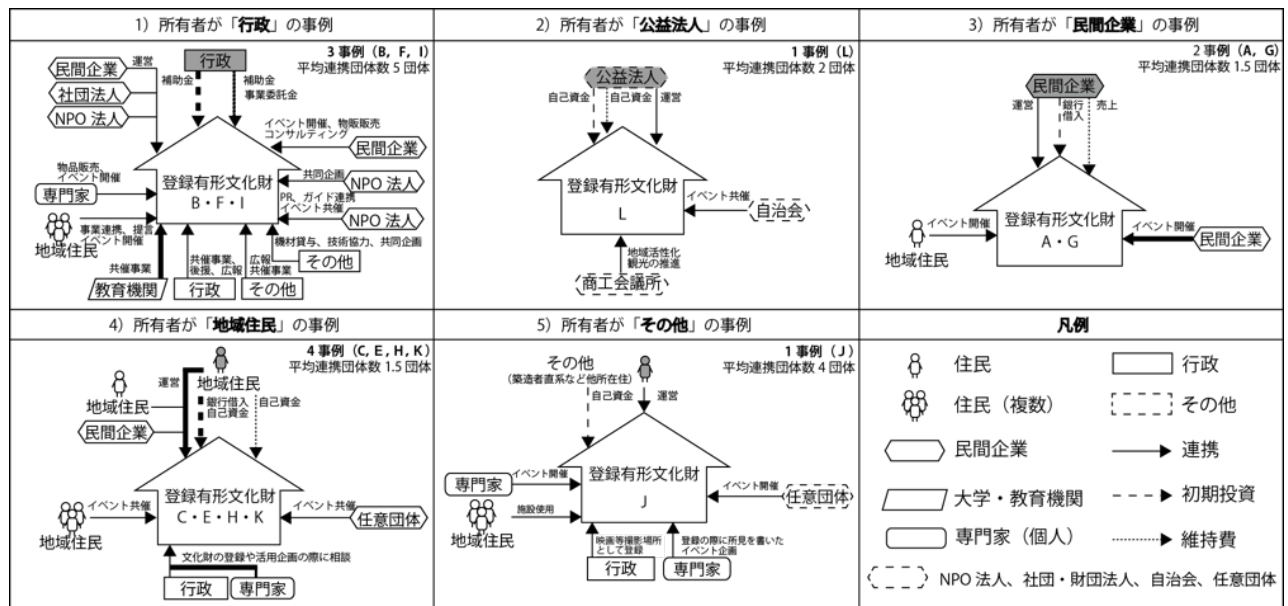 1）所有者が「行政」の事例
3 事例（B, F, I）
平均連携団体数 5 団体
行政
民間企業
運営
社団法人
NPO 法人
補助金
補助金
事業委託金
イベント開催、物販販売
コンサルティング
民間企業
物品販売、
イベント開催
専門家
登録有形文化財
B・F・I
共同企画
NPO 法人
PR、ガイド連携
イベント共催
NPO 法人
地域住民
事業連携、提言
イベント開催
機材貸与、技術協力、共同企画
その他
共催事業
教育機関
共催事業、
後援、広報
行政
広報
共催事業
その他
2）所有者が「公益法人」の事例
1 事例（L）
平均連携団体数 2 団体
公益法人
自己資金
自己資金
運営
登録有形文化財
L
イベント共催
自治会
地域活性化
観光の推進
商工会議所
3）所有者が「民間企業」の事例
2 事例（A, G）
平均連携団体数 1.5 団体
民間企業
運営
銀行
借入
売上
登録有形文化財
A・G
イベント開催
地域住民
イベント開催
民間企業
4）所有者が「地域住民」の事例
4 事例（C, E, H, K）
平均連携団体数 1.5 団体
地域住民
運営
地域住民
民間企業
銀行借入
自己資金
自己資金
登録有形文化財
C・E・H・K
イベント共催
地域住民
イベント共催
任意団体
文化財の登録や活用企画の際に相談
行政
専門家
5）所有者が「その他」の事例
1 事例（J）
平均連携団体数 4 団体
その他
（築造者直系など他所在住）
自己資金
運営
登録有形文化財
J
専門家
イベント開催
地域住民
施設使用
イベント開催
任意団体
映画等撮影場所
として登録
行政
登録の際に所見を書いた
イベント企画
専門家
凡例
住民
行政
住民（複数）
その他
民間企業
連携
大学・教育機関
初期投資
専門家（個人）
維持費
NPO 法人、社団・財団法人、自治会、任意団体